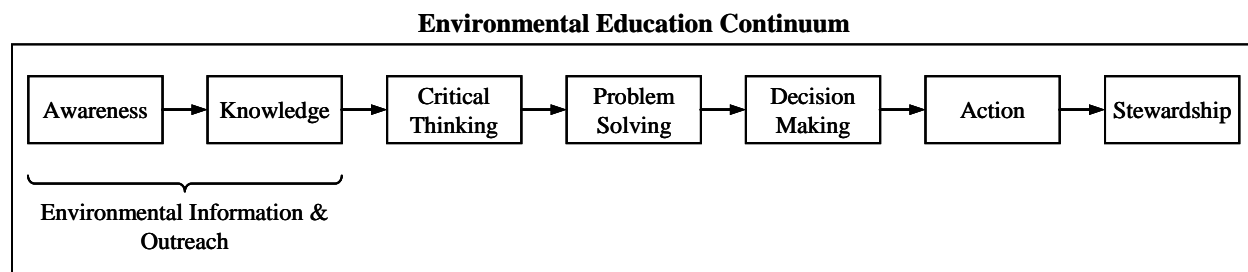 Environmental Education Continuum
Awareness
Knowledge
Critical
Thinking
Problem
Solving
Decision
Making
Action
Stewardship
Environmental Information &
Outreach